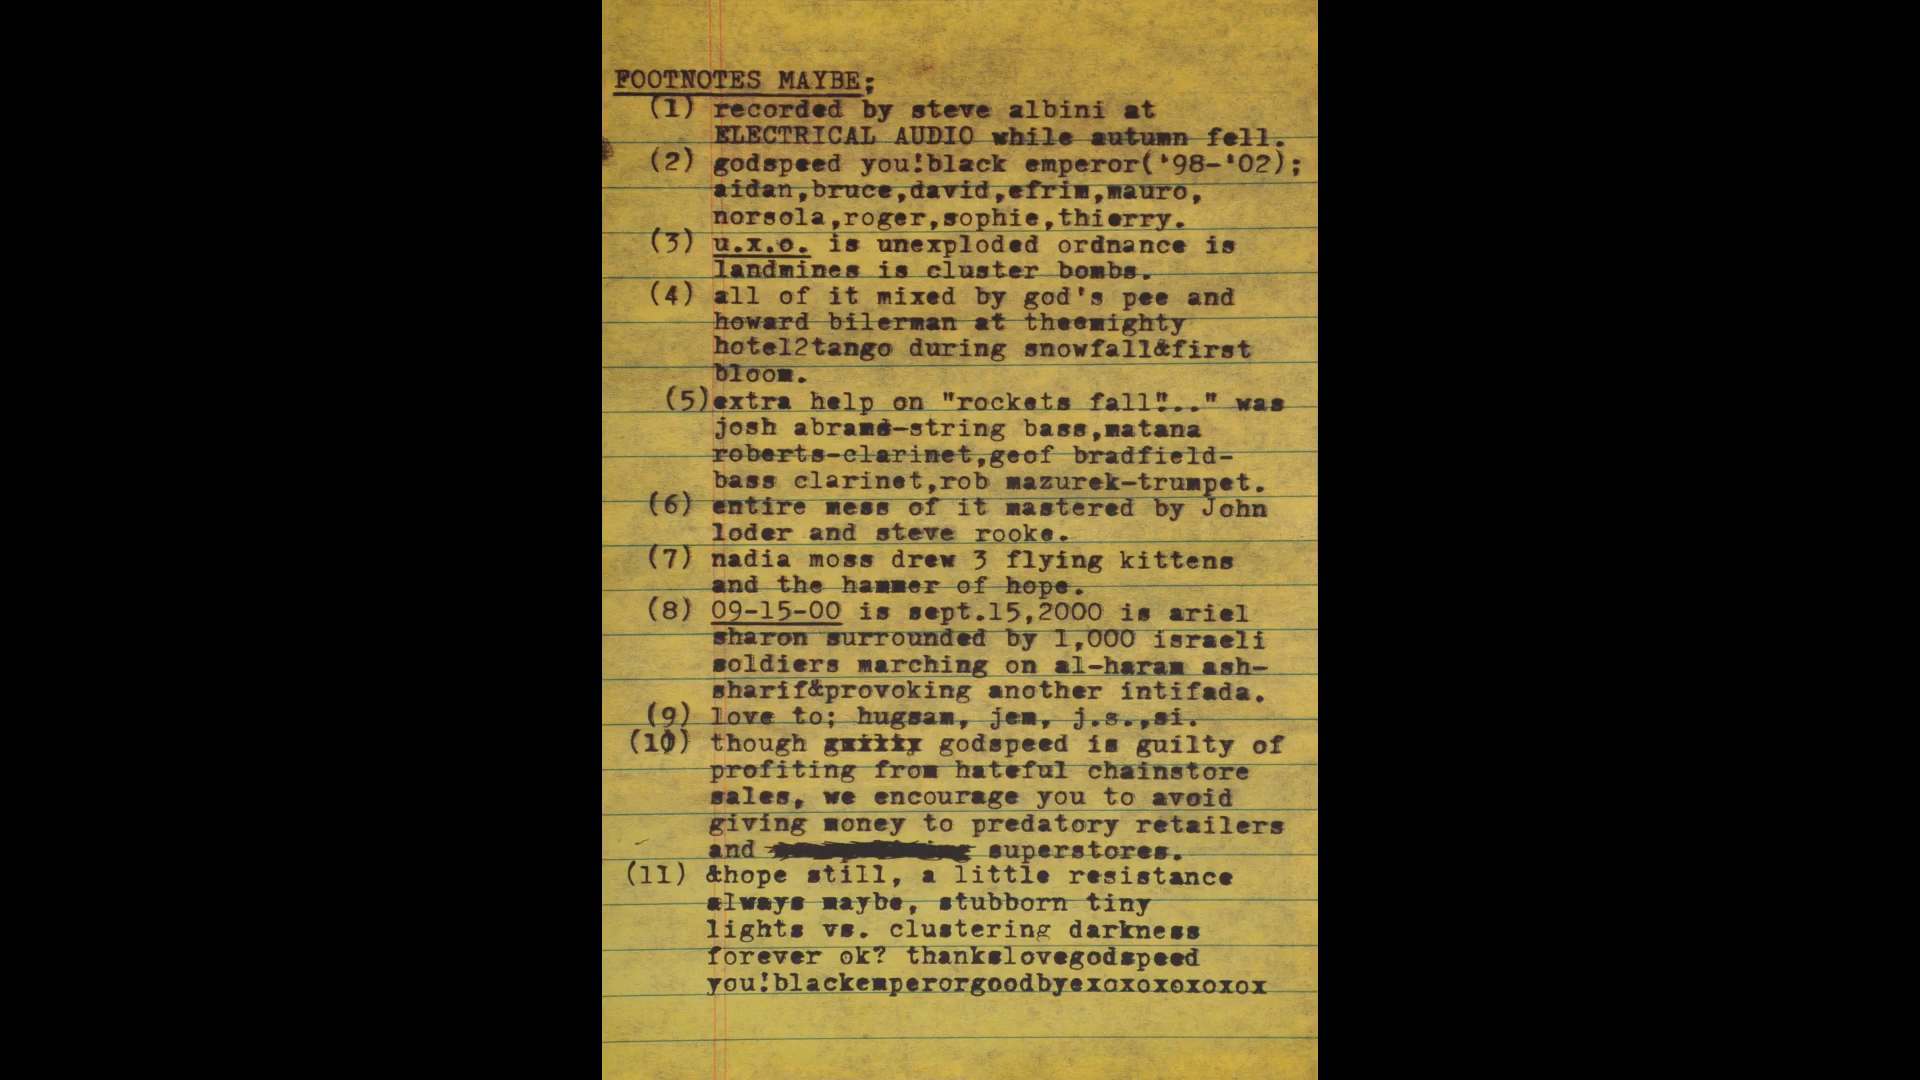 FOOTNOTES MAYBE;
(1) recorded by steve albini at
ELECTRICAL AUDIO while autumn fell.
(2) godspeed you!black emperor('98-'02);
aidan,bruce,david,efrim,mauro,
norsola,roger,sophie,thierry.
(3) u.x.o. is unexploded ordnance is
landmines is cluster bombs.
(4) all of it mixed by god's pee and
howard bilerman at theemighty
hotel2tango during snowfall&first
bloom.
(5)extra help on "rockets fall"..." was
josh abrams-string bass,matana
roberts-clarinet,geof bradfield-
bass clarinet,rob mazurek-trumpet.
(6) entire mess of it mastered by John
loder and steve rooke.
(7) nadia moss drew 3 flying kittens
and the hammer of hope.
(8) 09-15-00 is sept.15,2000 is ariel
sharon surrounded by 1,000 israeli
soldiers marching on al-haram ash-
sharif&provoking another intifada.
(9) love to; hugsam, jem, j.s.,si.
(10) though godspeed is guilty of
profiting from hateful chainstore
sales, we encourage you to avoid
giving money to predatory retailers
and superstores.
(11) &hope still, a little resistance
always maybe, stubborn tiny
lights vs. clustering darkness
forever ok? thankslovegodspeed
you!blackemperorgoodbyexoxoxoxoxox